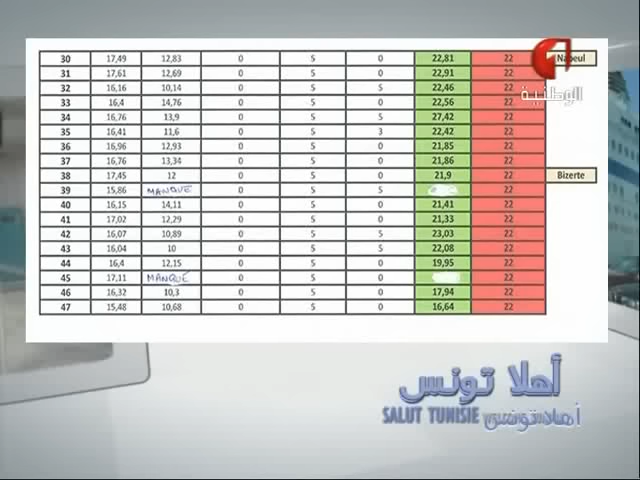 30 17,49 12,83 0 5 0 22,81 22 Nabeul
31 17,61 12,69 0 5 0 22,91 22
32 16,16 10,14 0 5 5 22,46 22
33 16,4 14,76 0 5 0 22,56 22
34 16,76 13,9 0 5 5 27,42 22
35 16,41 11,6 0 5 3 22,42 22
36 16,96 12,93 0 5 0 21,85 22
37 16,76 13,34 0 5 0 21,86 22
38 17,45 12 0 5 0 21,9 22 Bizerte
39 15,86 MANQUE 0 5 5 22
40 16,15 14,11 0 5 0 21,41 22
41 17,02 12,29 0 5 0 21,33 22
42 16,07 10,89 0 5 5 23,03 22
43 16,04 10 0 5 5 22,08 22
44 16,4 12,15 0 5 0 19,95 22
45 17,11 MANQUE 0 5 0 22
46 16,32 10,3 0 5 0 17,94 22
47 15,48 10,68 0 5 0 16,64 22
الوطنية
أهلا تونس
SALUT TUNISIE أهلا تونس